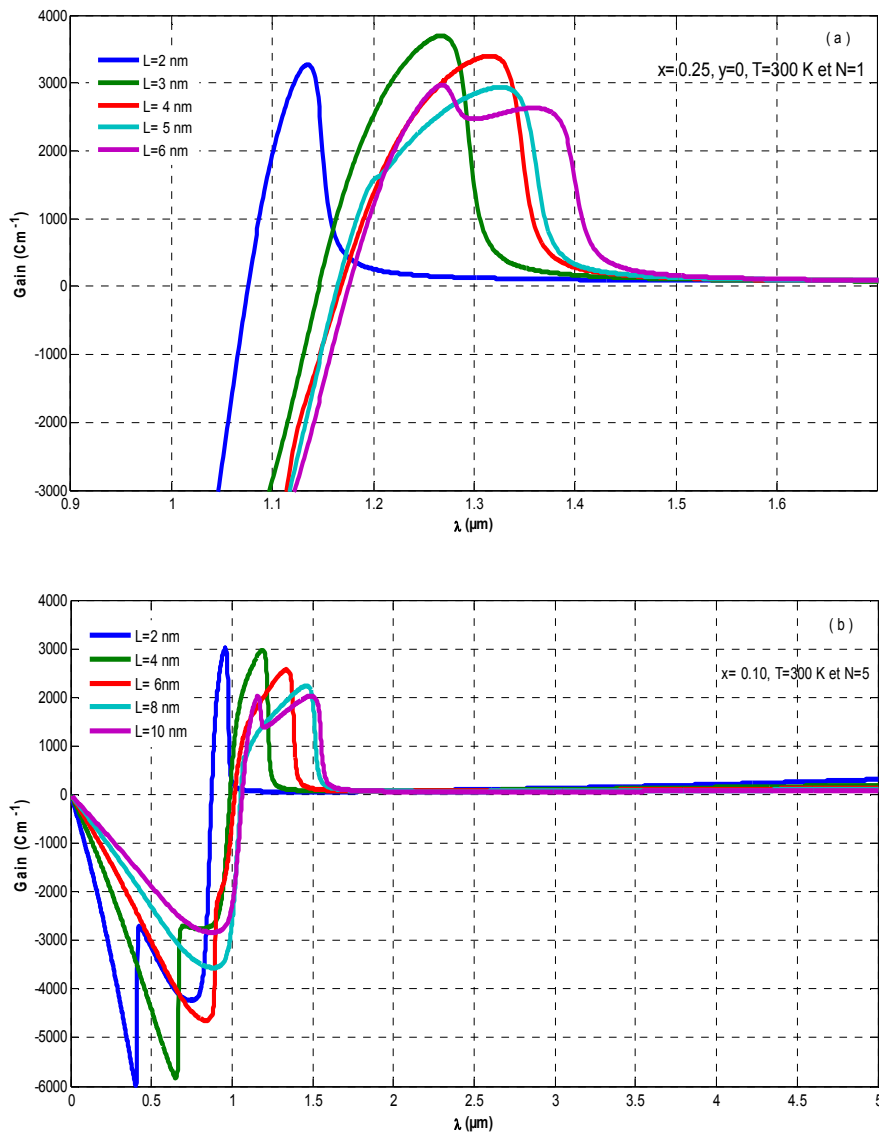 ( a )
x= 0.25, y=0, T=300 K et N=1
L=2 nm
L=3 nm
L= 4 nm
L= 5 nm
L=6 nm
Gain (Cm⁻¹)
4000
3000
2000
1000
0
-1000
2000
-3000
0.9
1
1.1
1.2
1.3
1.4
1.5
1.6
λ (µm)
( b )
x= 0.10, T=300 K et N=5
L=2 nm
L=4 nm
L= 6nm
L=8 nm
L=10 nm
Gain (Cm⁻¹)
4000
3000
2000
1000
0
-1000
-2000
-3000
-4000
-5000
-6000
0
0.5
1
1.5
2
2.5
3
3.5
4
4.5
5
λ (µm)